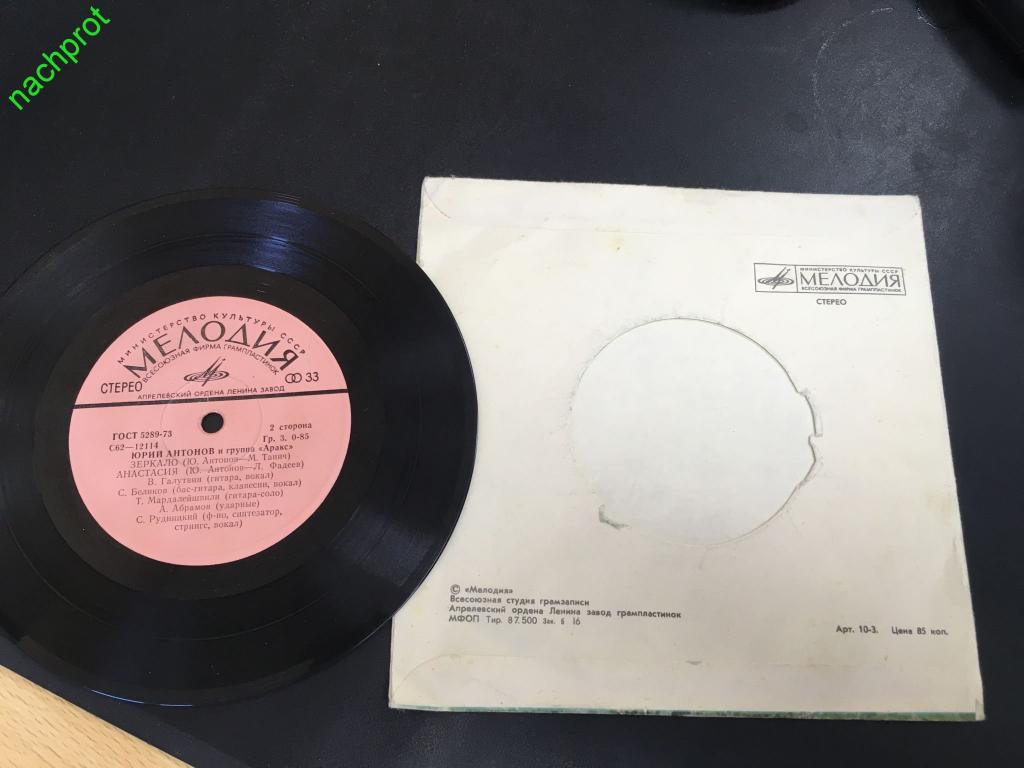 nachprot
МИНИСТЕРСТВО КУЛЬТУРЫ СССР
МЕЛОДИЯ
ВСЕСОЮЗНАЯ ФИРМА ГРАМПЛАСТИНОК
СТЕРЕО 33
АПРЕЛЕВСКИЙ ОРДЕНА ЛЕНИНА ЗАВОД
ГОСТ 5289-73 2 сторона
С62—12114 Гр. 3. 0-85
ЮРИЙ АНТОНОВ и группа «Аракс»
ЗЕРКАЛО (Ю. Антонов—М. Танич)
АНАСТАСИЯ (Ю. Антонов—Л. Фадеев)
В. Галутвин (гитара, вокал)
С. Беликов (бас-гитара, клавесин, вокал)
Т. Мардалейшвили (гитара-соло)
А. Абрамов (ударные)
С. Рудницкий (ф-но, синтезатор,
стрингс, вокал)
МИНИСТЕРСТВО КУЛЬТУРЫ СССР
МЕЛОДИЯ
ВСЕСОЮЗНАЯ ФИРМА ГРАМПЛАСТИНОК
СТЕРЕО
© «Мелодия»
Всесоюзная студия грамзаписи
Апрелевский ордена Ленина завод грампластинок
МФОП Тир. 87.500 Зак. 6 16
Арт. 10-3. Цена 85 коп.